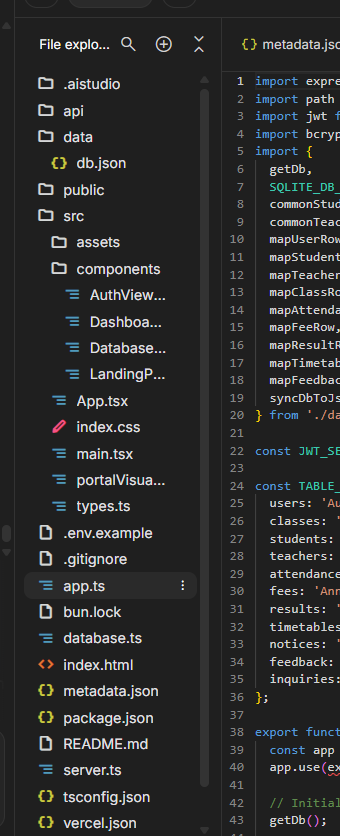 File explo...
metadata.jso
.aistudio
api
data
db.json
public
src
assets
components
AuthView...
Dashboa...
Database...
LandingP...
App.tsx
index.css
main.tsx
portalVisua...
types.ts
.env.example
.gitignore
app.ts
bun.lock
database.ts
index.html
metadata.json
package.json
README.md
server.ts
tsconfig.json
vercel.json
1 import expre
2 import path
3 import jwt f
4 import bcryp
5 import {
6 getDb,
7 SQLITE_DB_
8 commonStud
9 commonTeac
10 mapUserRow
11 mapStudent
12 mapTeacher
13 mapClassRo
14 mapAttenda
15 mapFeeRow,
16 mapResultR
17 mapTimetab
18 mapFeedbac
19 syncDbToJs
20 } from './da
21
22 const JWT_SE
23
24 const TABLE_
25 users: 'Au
26 classes: '
27 students:
28 teachers:
29 attendance
30 fees: 'Ann
31 results: '
32 timetables
33 notices: '
34 feedback:
35 inquiries:
36 };
37
38 export funct
39 const app
40 app.use(ex
41
42 // Initial
43 getDb();